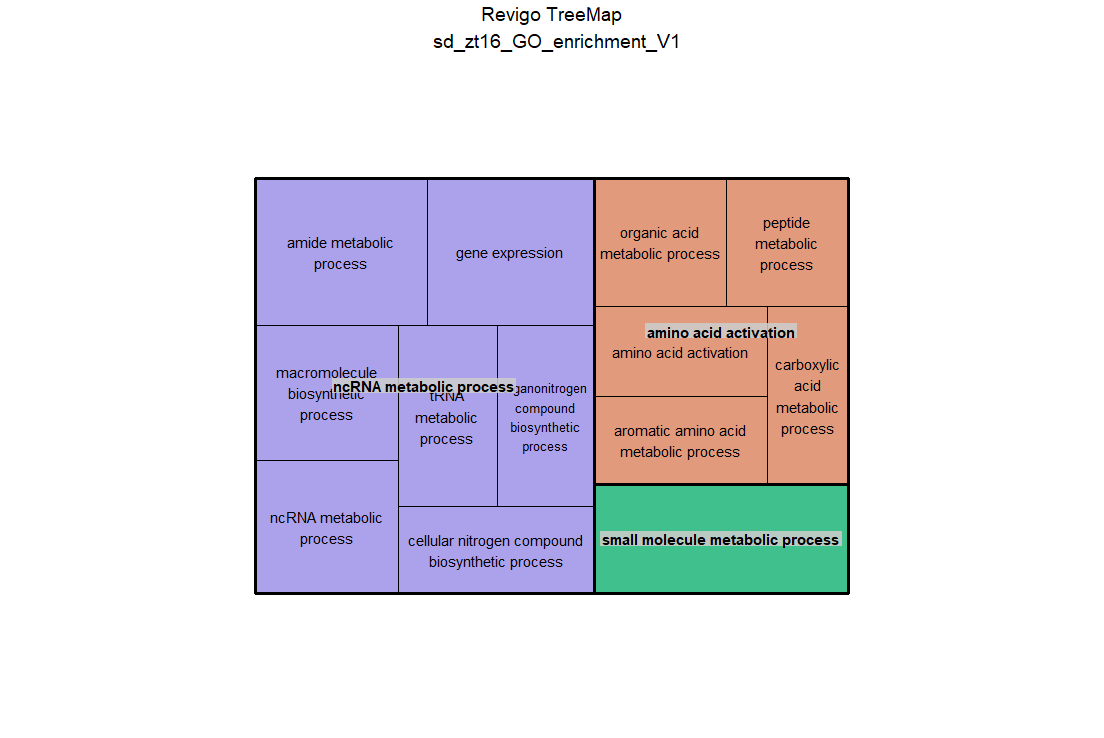 Revigo TreeMap
sd_zt16_GO_enrichment_V1
amide metabolic
process
gene expression
organic acid
metabolic process
peptide
metabolic
process
macromolecule
biosynthetic
process
ncRNA metabolic process
tRNA
metabolic
process
ganonitrogen
compound
biosynthetic
process
amino acid activation
amino acid activation
carboxylic
acid
metabolic
process
aromatic amino acid
metabolic process
ncRNA metabolic
process
cellular nitrogen compound
biosynthetic process
small molecule metabolic process